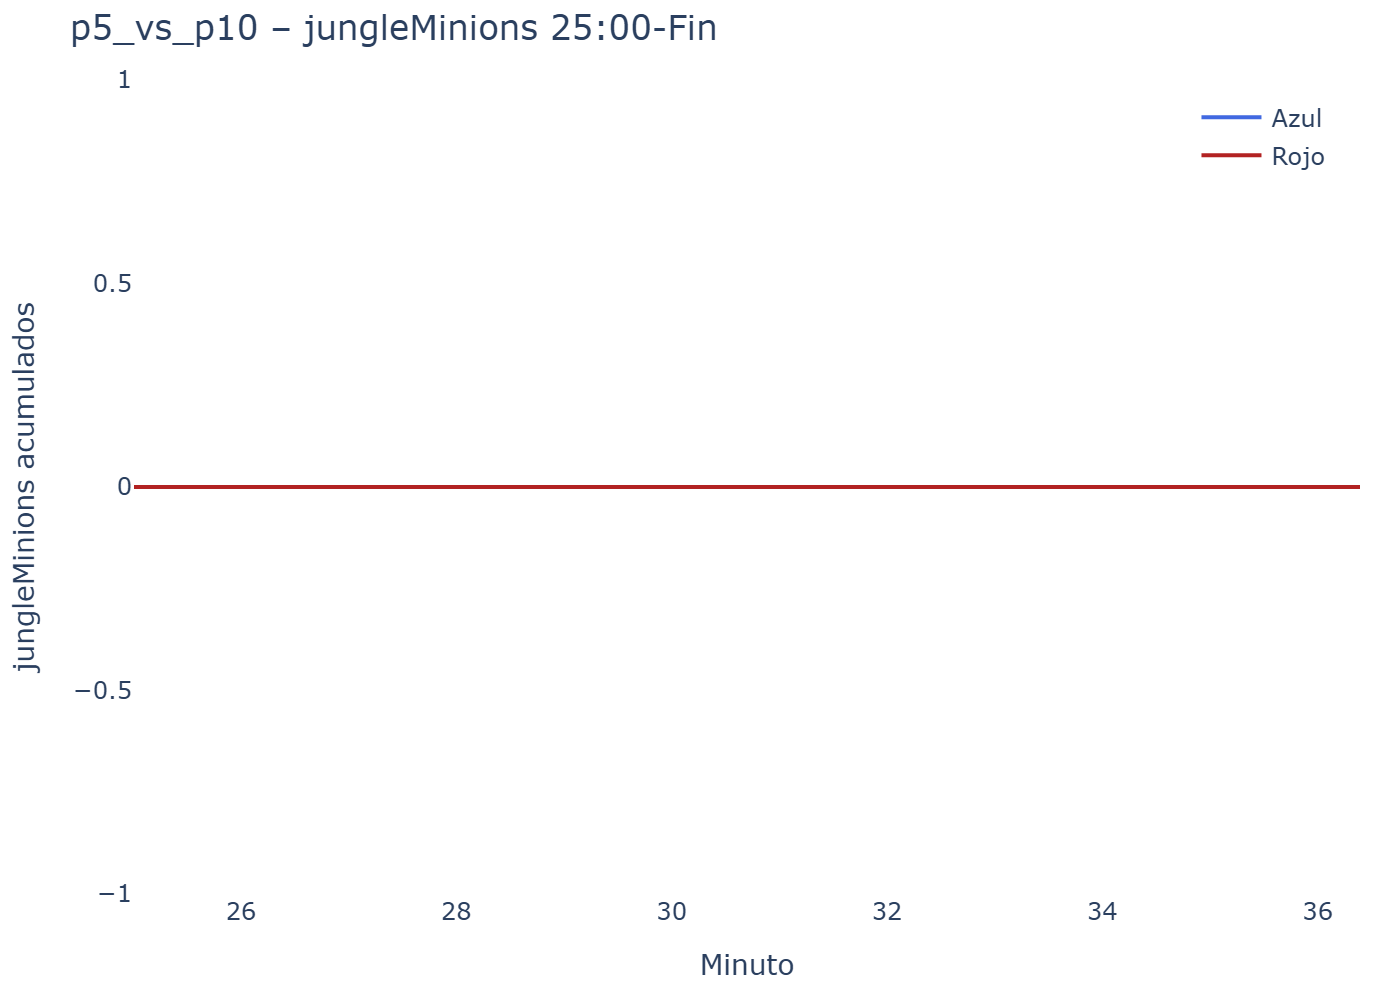 p5_vs_p10 – jungleMinions 25:00-Fin
1
Azul
Rojo
0.5
jungleMinions acumulados
0
−0.5
−1
26 28 30 32 34 36
Minuto